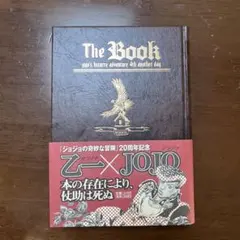 The Book
jojo's bizarre adventure 4th another day
『ジョジョの奇妙な冒険』20周年記念
乙一×JOJO
本の存在により、
仗助は死ぬ